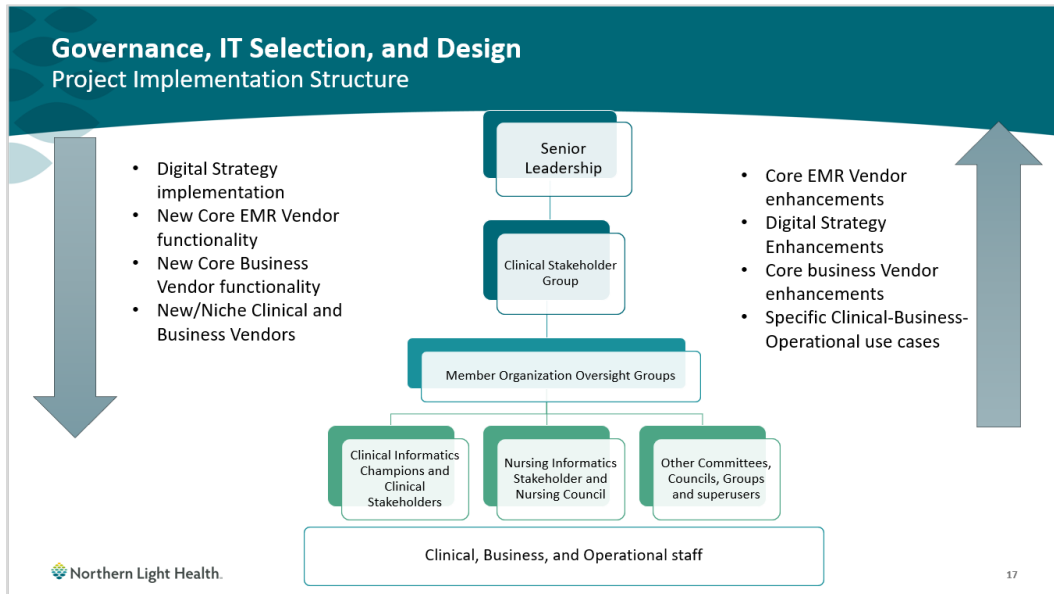 Governance, IT Selection, and Design
Project Implementation Structure
• Digital Strategy
implementation
• New Core EMR Vendor
functionality
• New Core Business
Vendor functionality
• New/Niche Clinical and
Business Vendors
Senior
Leadership
Clinical Stakeholder
Group
Member Organization Oversight Groups
Clinical Informatics
Champions and
Clinical
Stakeholders
Nursing Informatics
Stakeholder and
Nursing Council
Other Committees,
Councils, Groups
and superusers
Clinical, Business, and Operational staff
• Core EMR Vendor
enhancements
• Digital Strategy
Enhancements
• Core business Vendor
enhancements
• Specific Clinical-Business-
Operational use cases
Northern Light Health.
17